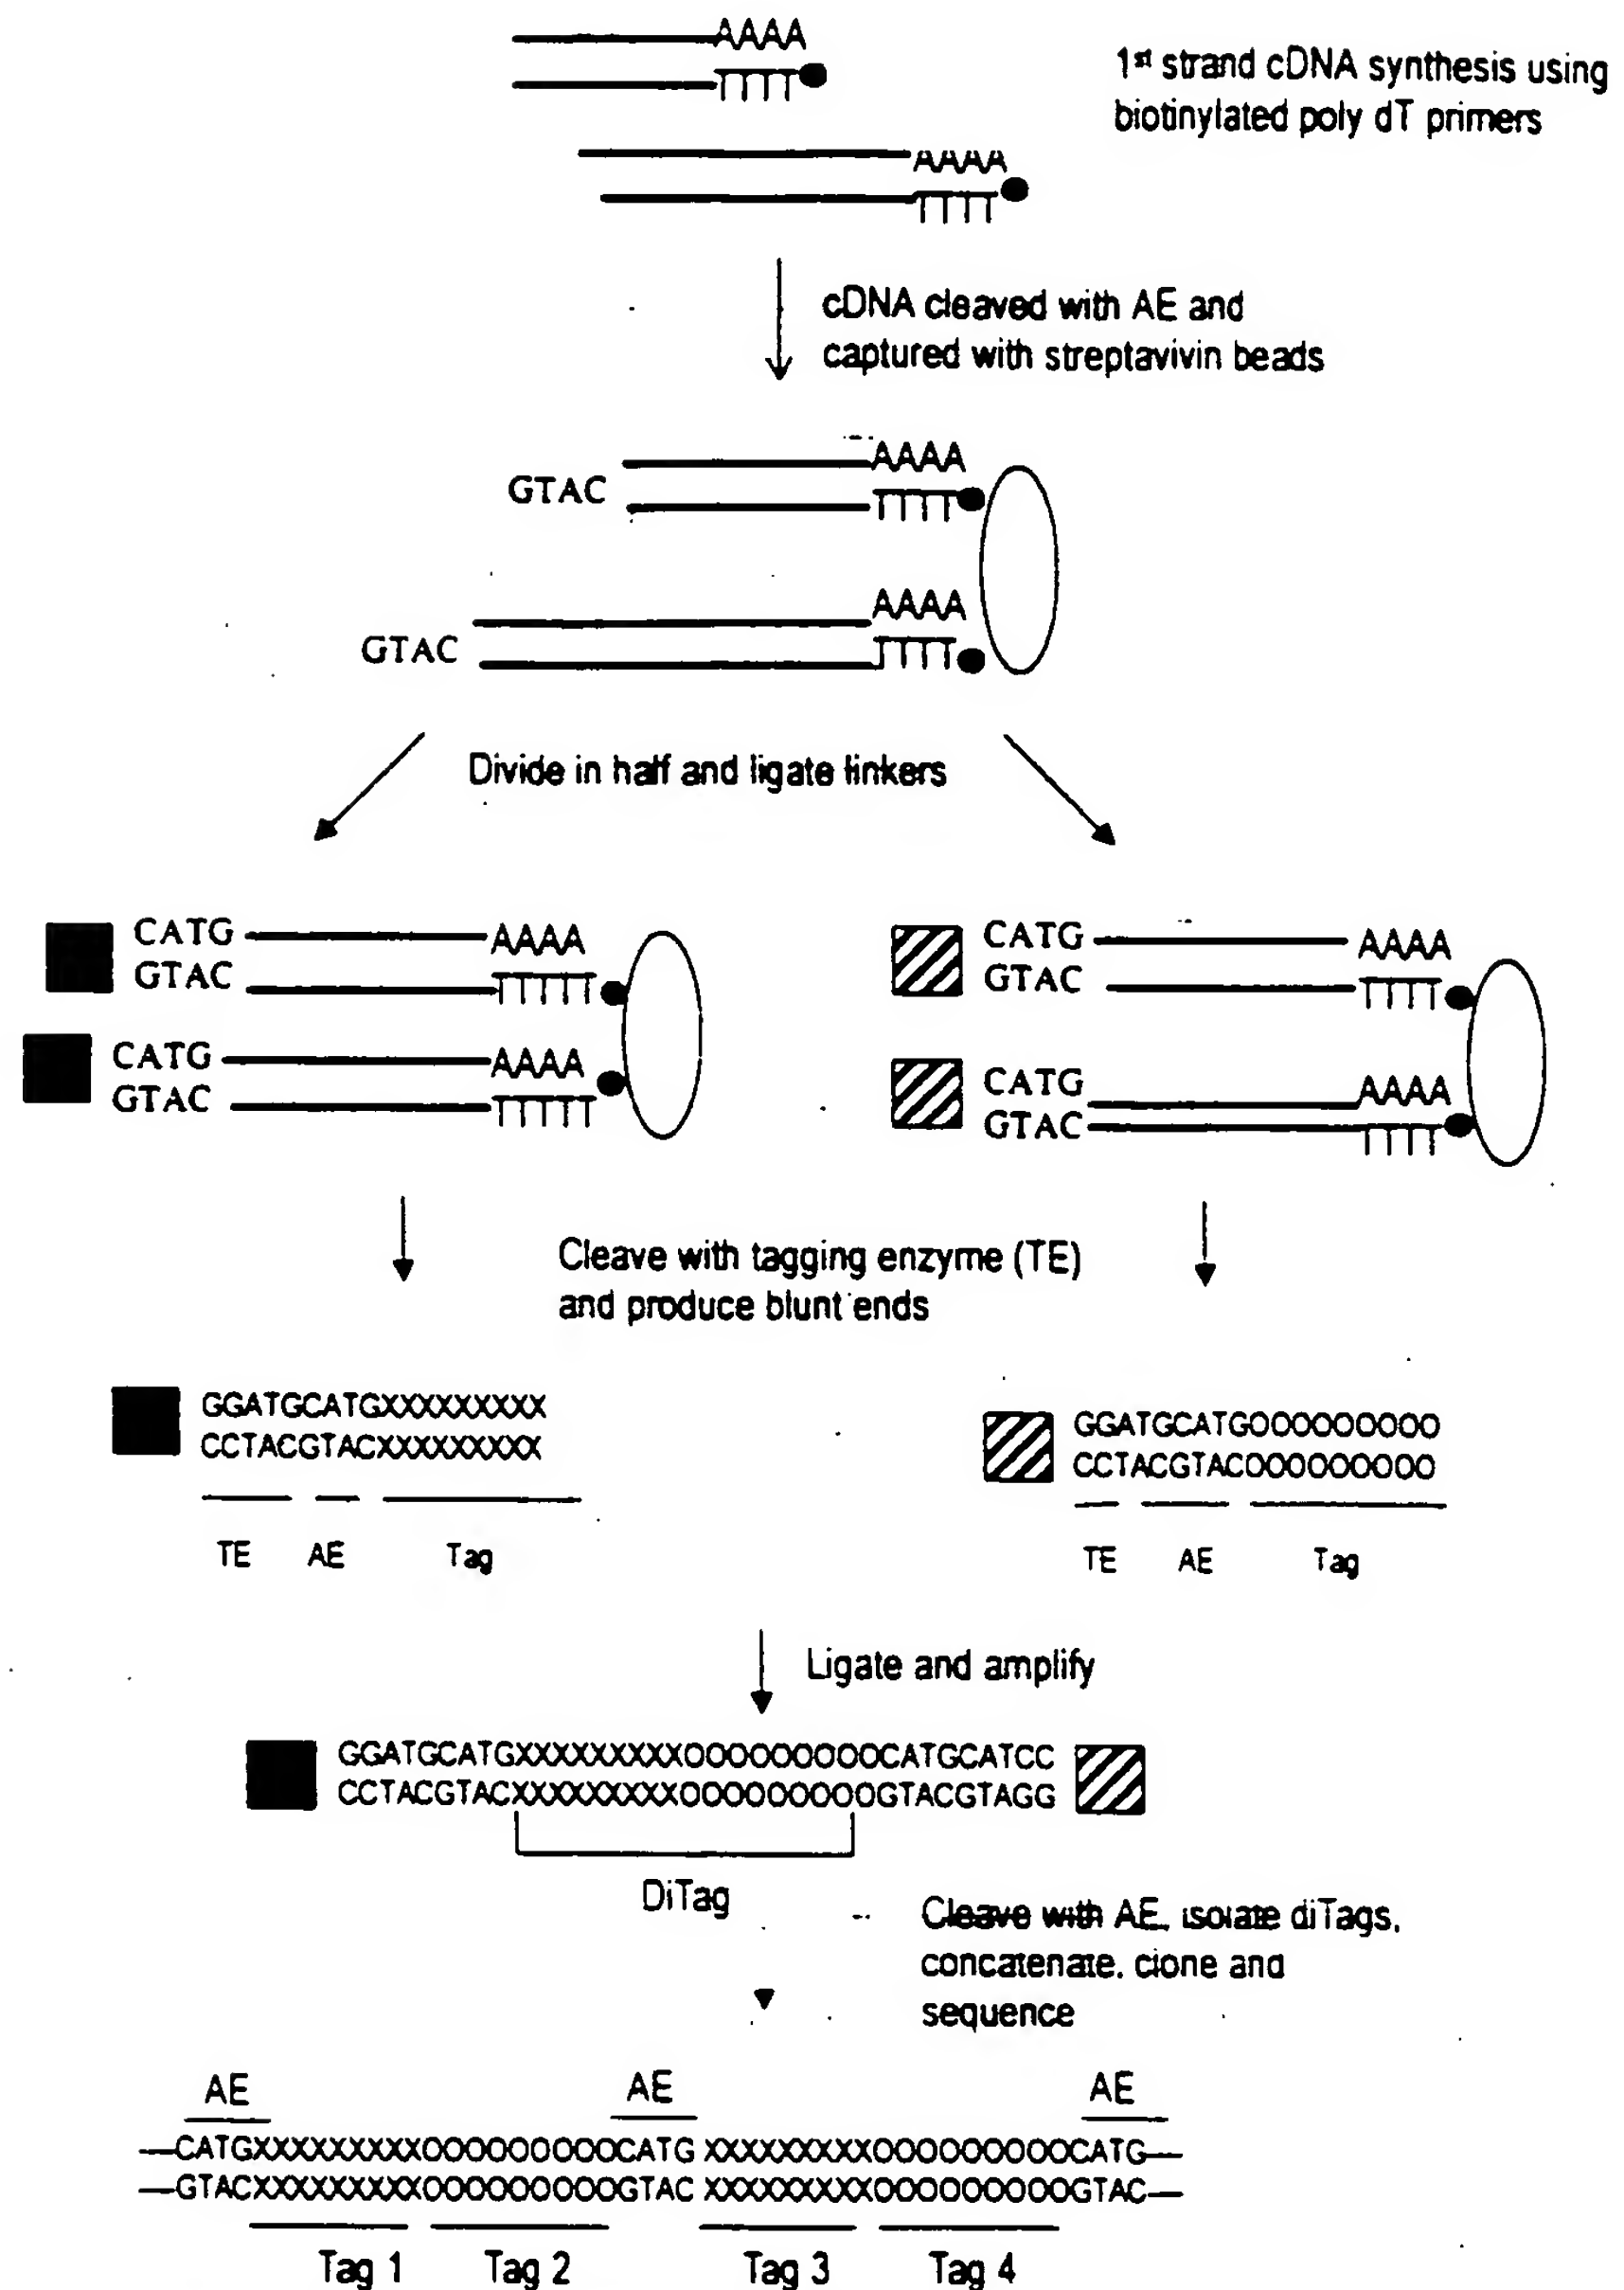 AAAA
TTTT
1st strand cDNA synthesis using
biotinylated poly dT primers
AAAA
TTTT
cDNA cleaved with AE and
captured with streptavivin beads
AAAA
GTAC
TTTT
AAAA
GTAC
TTTT
Divide in half and ligate linkers
CATG AAAA
GTAC TTTTT
CATG AAAA
GTAC TTTTT
CATG AAAA
GTAC TTTT
CATG AAAA
GTAC TTTT
Cleave with tagging enzyme (TE)
and produce blunt ends
GGATGCATGXXXXXXXXX
CCTACGTACXXXXXXXXX
TE AE Tag
GGATGCATGOOOOOOOOO
CCTACGTACOOOOOOOOO
TE AE Tag
Ligate and amplify
GGATGCATGXXXXXXXXXOOOOOOOOOCATGCATCC
CCTACGTACXXXXXXXXXOOOOOOOOOGTACGTAGG
DiTag
Cleave with AE, isolate diTags,
concatenate, clone and
sequence
AE AE AE
—CATGXXXXXXXXXOOOOOOOOOCATG XXXXXXXXXOOOOOOOOOCATG—
—GTACXXXXXXXXXOOOOOOOOOGTAC XXXXXXXXXOOOOOOOOOGTAC—
Tag 1 Tag 2 Tag 3 Tag 4